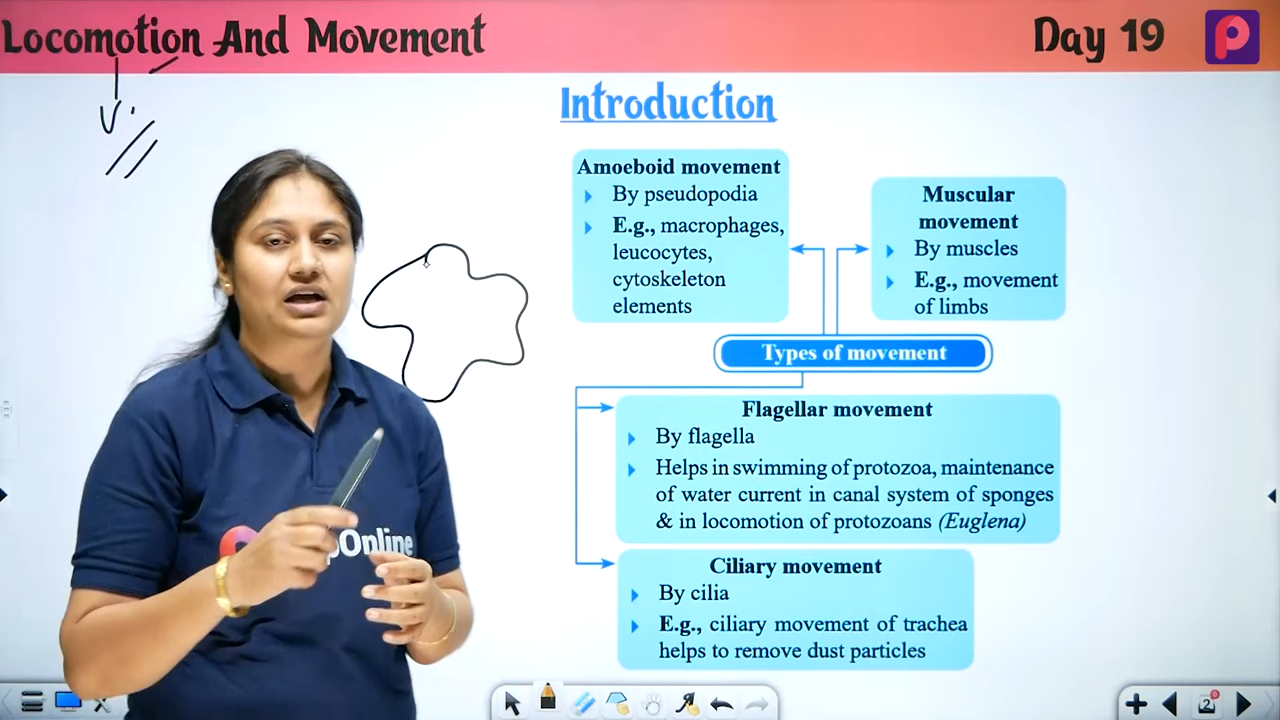 Locomotion And Movement
Day 19
Introduction
Amoeboid movement
By pseudopodia
E.g., macrophages,
leucocytes,
cytoskeleton
elements
Muscular
movement
By muscles
E.g., movement
of limbs
Types of movement
Flagellar movement
By flagella
Helps in swimming of protozoa, maintenance
of water current in canal system of sponges
& in locomotion of protozoans (Euglena)
Ciliary movement
By cilia
E.g., ciliary movement of trachea
helps to remove dust particles
pOnline
2